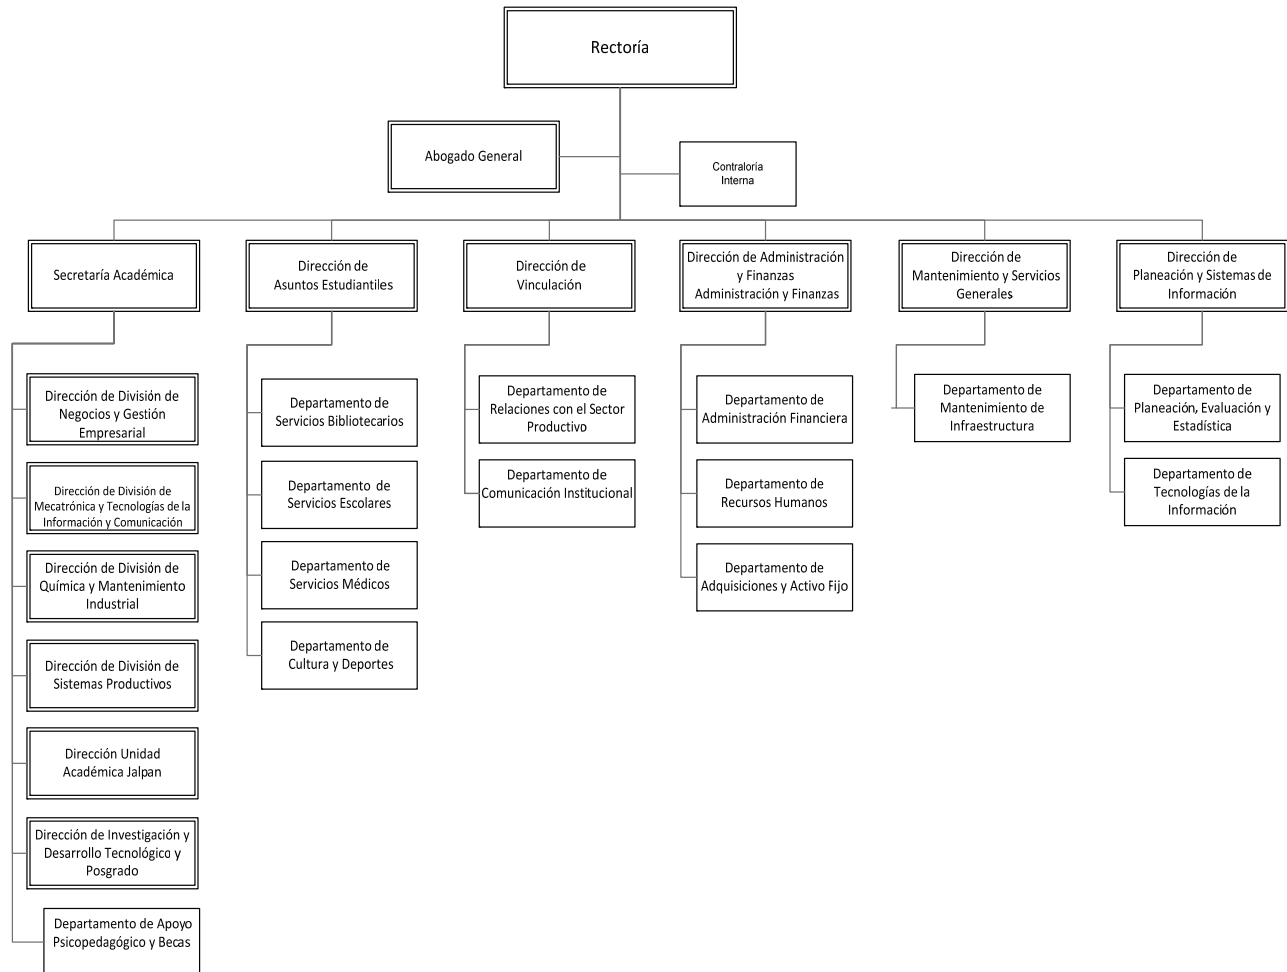 Rectoría
Abogado General
Contraloría
Interna
Secretaría Académica
Dirección de
Asuntos Estudiantiles
Dirección de
Vinculación
Dirección de Administración
y Finanzas
Administración y Finanzas
Dirección de
Mantenimiento y Servicios
Generales
Dirección de
Planeación y Sistemas de
Información
Dirección de División de
Negocios y Gestión
Empresarial
Dirección de División de
Mecatrónica y Tecnologías de la
Información y Comunicación
Dirección de División de
Química y Mantenimiento
Industrial
Dirección de División de
Sistemas Productivos
Dirección Unidad
Académica Jalpan
Dirección de Investigación y
Desarrollo Tecnológico y
Posgrado
Departamento de Apoyo
Psicopedagógico y Becas
Departamento de
Servicios Bibliotecarios
Departamento de
Servicios Escolares
Departamento de
Servicios Médicos
Departamento de
Cultura y Deportes
Departamento de
Relaciones con el Sector
Productivo
Departamento de
Comunicación Institucional
Departamento de
Administración Financiera
Departamento de
Recursos Humanos
Departamento de
Adquisiciones y Activo Fijo
Departamento de
Mantenimiento de
Infraestructura
Departamento de
Planeación, Evaluación y
Estadística
Departamento de
Tecnologías de la
Información